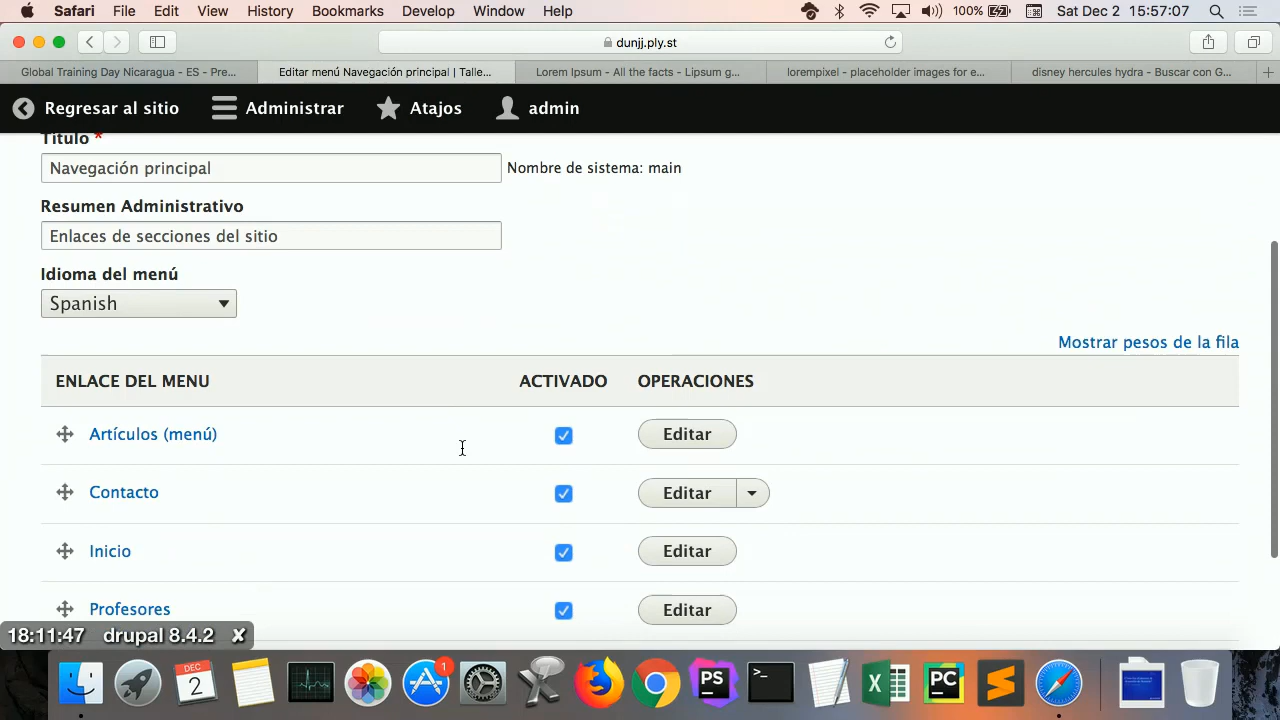 Safari File Edit View History Bookmarks Develop Window Help 100% Sat Dec 2 15:57:07
dunjj.ply.st
Global Training Day Nicaragua - ES - Pre... Editar menú Navegación principal | Talle... Lorem Ipsum - All the facts - Lipsum g... lorempixel - placeholder images for e... disney hercules hydra - Buscar con G...
Regresar al sitio Administrar Atajos admin
Título *
Navegación principal Nombre de sistema: main
Resumen Administrativo
Enlaces de secciones del sitio
Idioma del menú
Spanish
Mostrar pesos de la fila
ENLACE DEL MENU ACTIVADO OPERACIONES
Artículos (menú) Editar
Contacto Editar
Inicio Editar
Profesores Editar
18:11:47 drupal 8.4.2 ✘
DEC
2
1
PS
PC